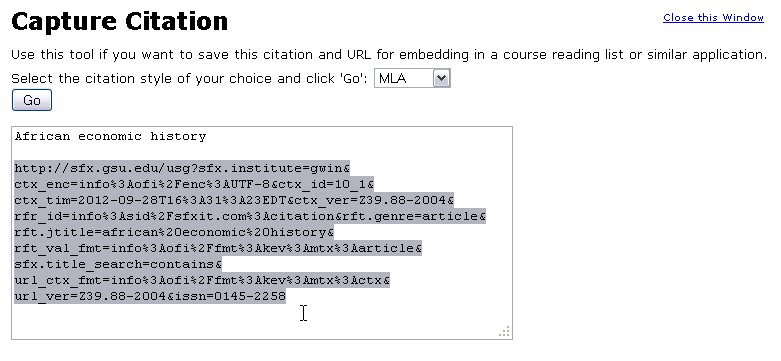 Capture Citation
Close this Window
Use this tool if you want to save this citation and URL for embedding in a course reading list or similar application.
Select the citation style of your choice and click 'Go': MLA
Go
African economic history
http://sfx.gsu.edu/usg?sfx.institute=gwin&
ctx_enc=info%3Aofi%2Fenc%3AUTF-8&ctx_id=10_1&
ctx_tim=2012-09-28T16%3A31%3A23EDT&ctx_ver=Z39.88-2004&
rfr_id=info%3Asid%2Fsfxit.com%3Acitation&rft.genre=article&
rft.jtitle=african%20economic%20history&
rft_val_fmt=info%3Aofi%2Ffmt%3Akev%3Amtx%3Aarticle&
sfx.title_search=contains&
url_ctx_fmt=info%3Aofi%2Ffmt%3Akev%3Amtx%3Actx&
url_ver=Z39.88-2004&issn=0145-2258